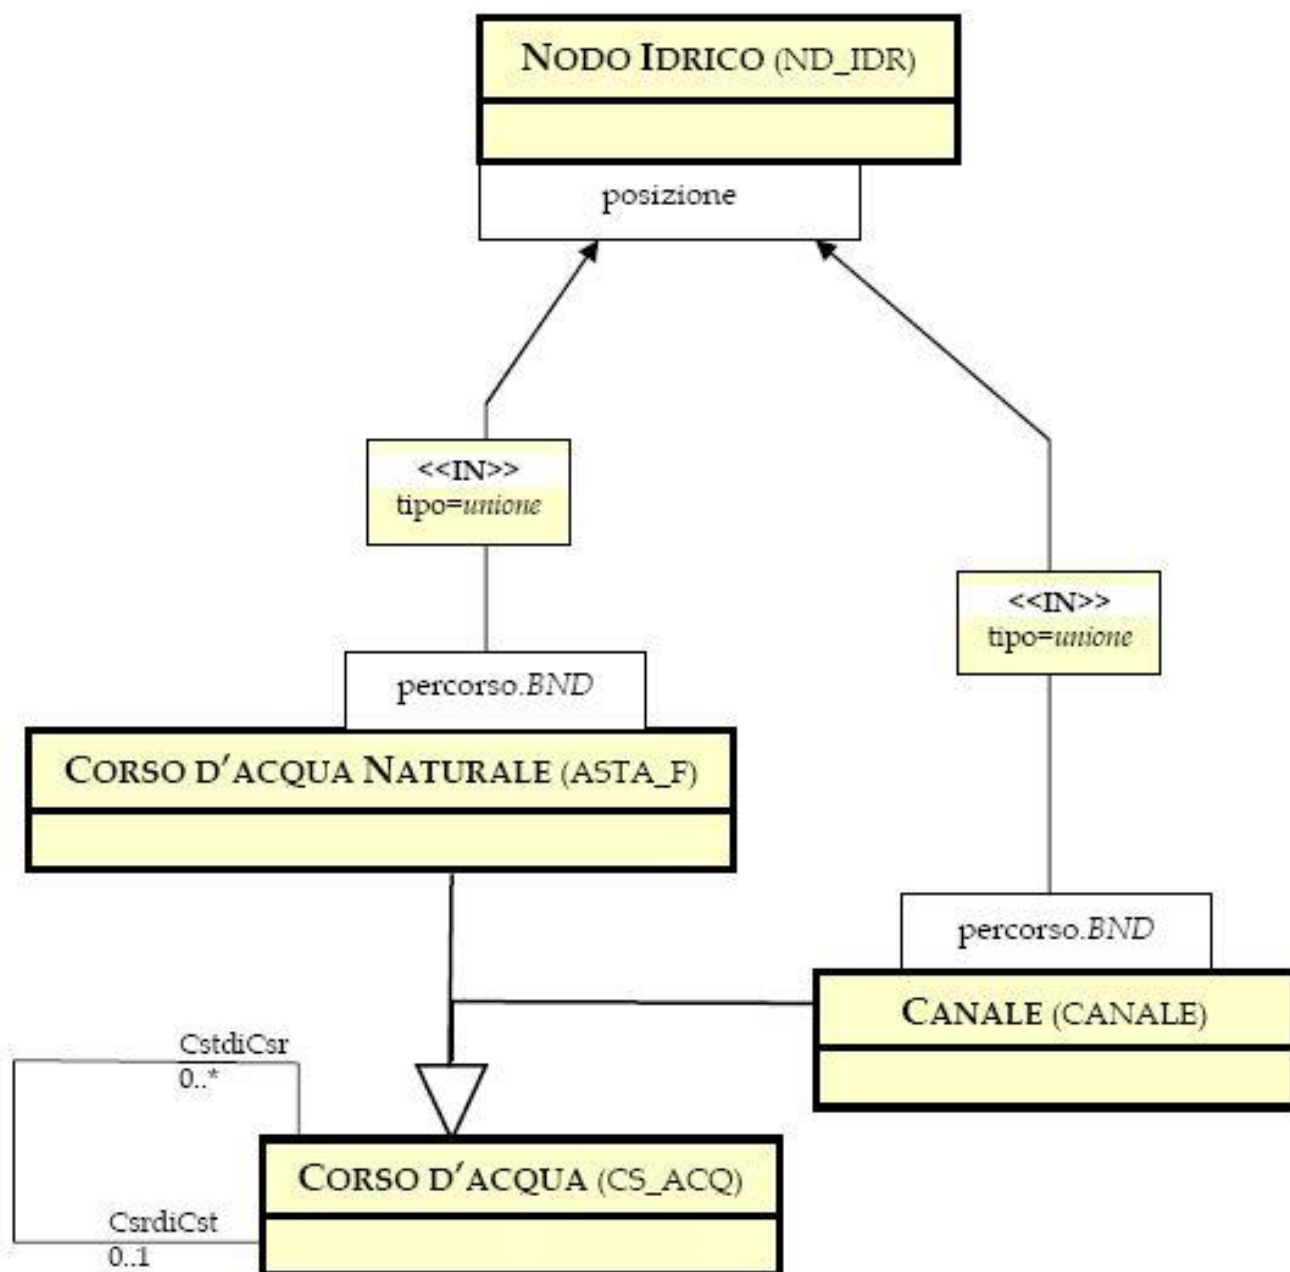 NODO IDRICO (ND_IDR)
posizione
<<IN>>
tipo=unione
<<IN>>
tipo=unione
percorso.BND
CORSO D'ACQUA NATURALE (ASTA_F)
percorso.BND
CANALE (CANALE)
CstdiCsr
0..*
CORSO D'ACQUA (CS_ACQ)
CsrdiCst
0..1